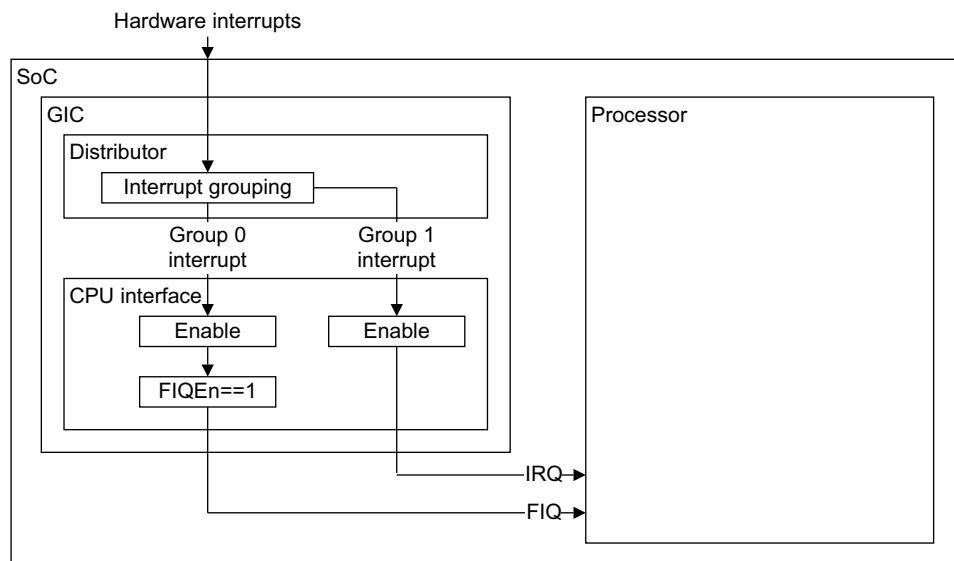 Hardware interrupts
SoC
GIC
Processor
Distributor
Interrupt grouping
Group 0
interrupt
Group 1
interrupt
CPU interface
Enable
Enable
FIQEn==1
IRQ
FIQ